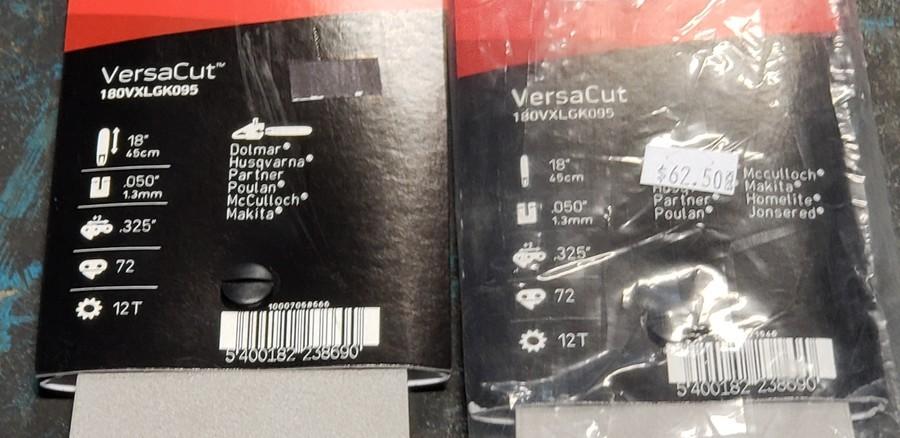 VersaCut™
180VXLGK095
18"
45cm
.050"
1.3mm
.325"
72
12T
Dolmar®
Husqvarna®
Partner
Poulan®
McCulloch®
Makita®
10007068566
5 400182 238690
VersaCut
180VXLGK095
18"
45cm
.050"
1.3mm
.325"
72
12T
$62.50
Partner®
Poulan®
Mcculloch®
Makita®
Homelite®
Jonsered®
5 400182 238690